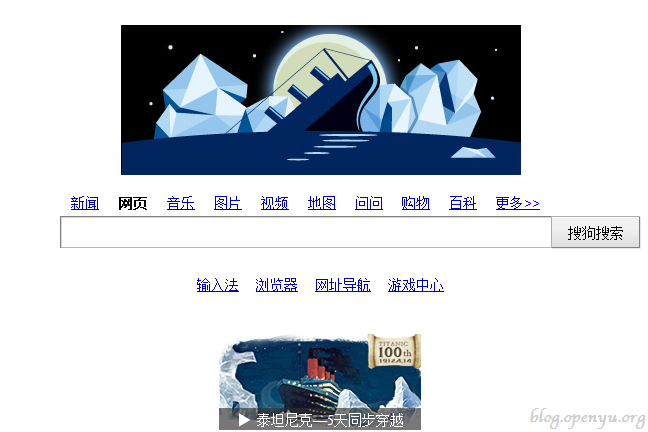 新闻 网页 音乐 图片 视频 地图 问问 购物 百科 更多>>
搜狗搜索
输入法 浏览器 网址导航 游戏中心
TITANIC
100th
1912.4.14
泰坦尼克—5天同步穿越
blog.openyu.org